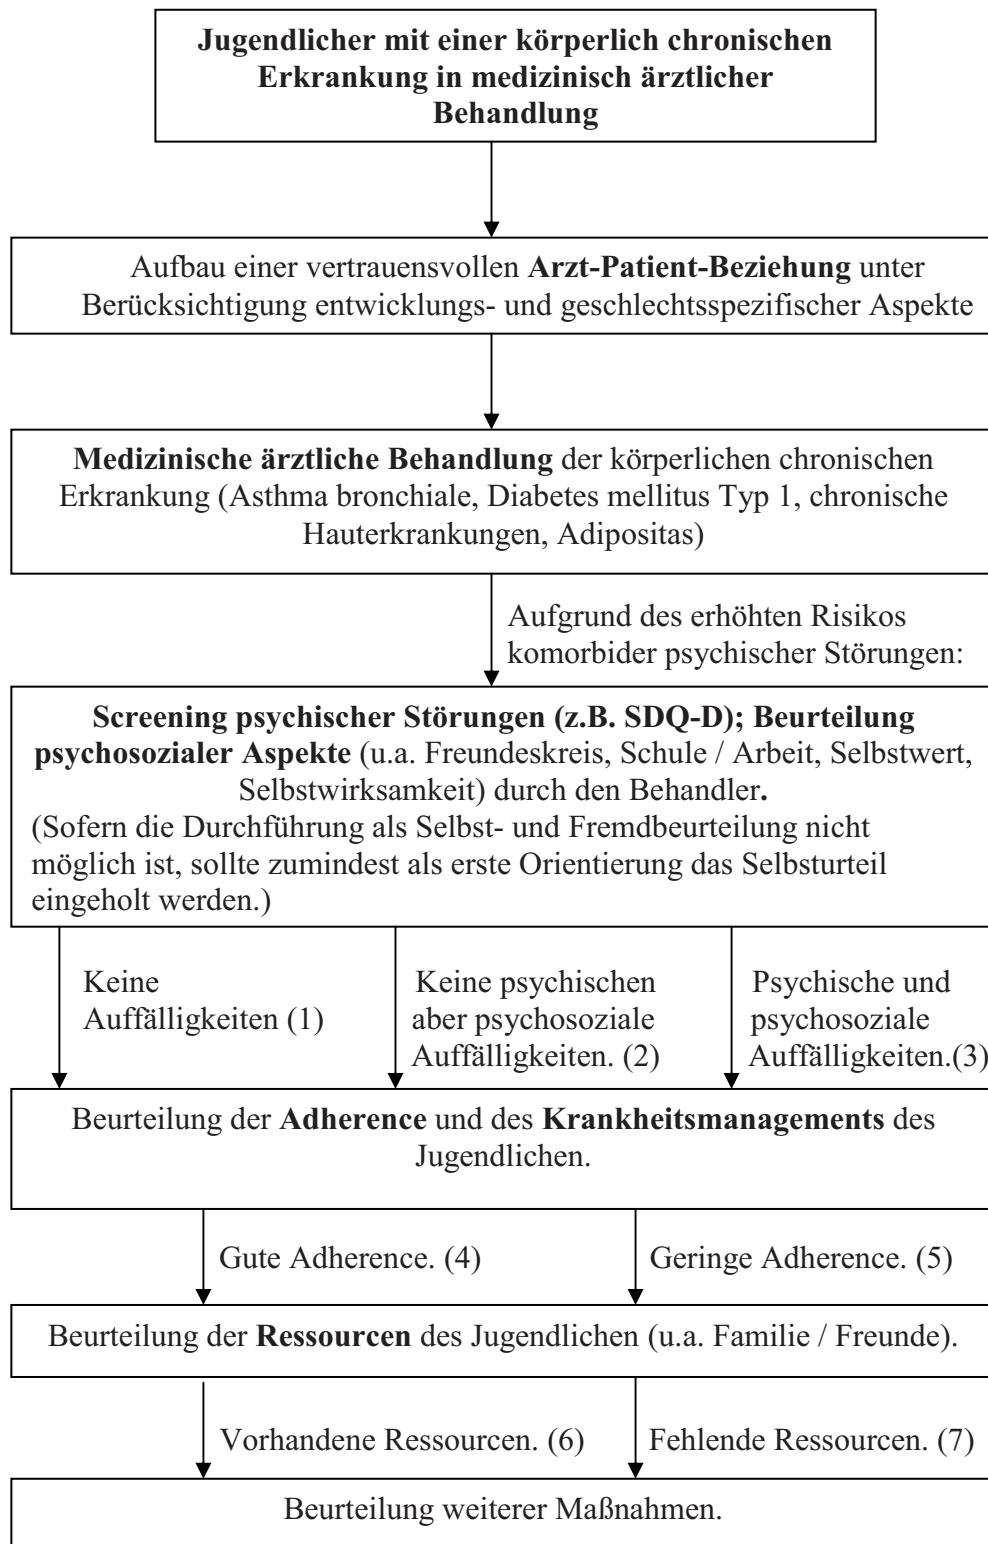 Jugendlicher mit einer körperlich chronischen
Erkrankung in medizinisch ärztlicher
Behandlung
Aufbau einer vertrauensvollen Arzt-Patient-Beziehung unter
Berücksichtigung entwicklungs- und geschlechtsspezifischer Aspekte
Medizinische ärztliche Behandlung der körperlichen chronischen
Erkrankung (Asthma bronchiale, Diabetes mellitus Typ 1, chronische
Hauterkrankungen, Adipositas)
Aufgrund des erhöhten Risikos
komorbider psychischer Störungen:
Screening psychischer Störungen (z.B. SDQ-D); Beurteilung
psychosozialer Aspekte (u.a. Freundeskreis, Schule / Arbeit, Selbstwert,
Selbstwirksamkeit) durch den Behandler.
(Sofern die Durchführung als Selbst- und Fremdbeurteilung nicht
möglich ist, sollte zumindest als erste Orientierung das Selbsturteil
eingeholt werden.)
Keine
Auffälligkeiten (1)
Keine psychischen
aber psychosoziale
Auffälligkeiten. (2)
Psychische und
psychosoziale
Auffälligkeiten.(3)
Beurteilung der Adherence und des Krankheitsmanagements des
Jugendlichen.
Gute Adherence. (4)
Geringe Adherence. (5)
Beurteilung der Ressourcen des Jugendlichen (u.a. Familie / Freunde).
Vorhandene Ressourcen. (6)
Fehlende Ressourcen. (7)
Beurteilung weiterer Maßnahmen.